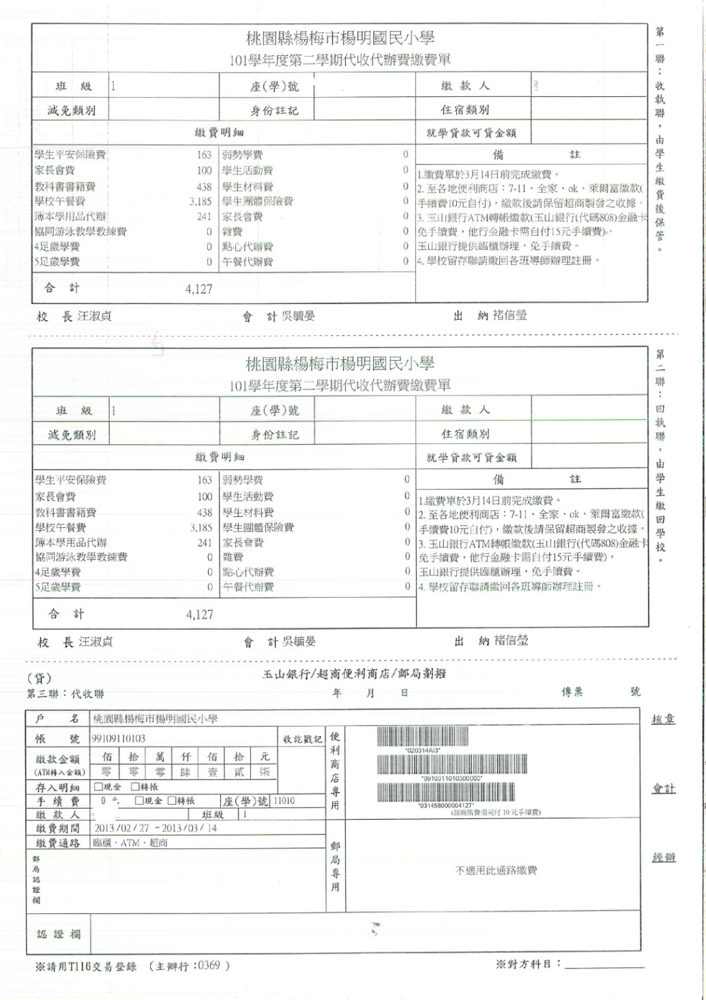 桃園縣楊梅市楊明國民小學
101學年度第二學期代收代辦費繳費單
班 級 1 座(學)號 繳 款 人
減免類別 身份註記 住宿類別
繳費明細 就學貸款可貸金額
學生平安保險費 163 弱勢學費 0 備 註
家長會費 100 學生活動費 0
教科書書籍費 438 學生材料費 0
學校午餐費 3,185 學生團體保險費 0
簿本學用品代辦 241 家長會費 0
協同游泳教學教練費 0 雜費 0
4足歲學費 0 點心代辦費 0
5足歲學費 0 午餐代辦費 0
1.繳費單於3月14日前完成繳費。
2. 至各地便利商店：7-11、全家、ok、萊爾富繳款(
手續費10元自付)，繳款後請保留超商製發之收據。
3. 玉山銀行ATM轉帳繳款(玉山銀行(代碼808)金融卡
免手續費，他行金融卡需自付15元手續費)，
玉山銀行提供臨櫃辦理，免手續費。
4. 學校留存聯請繳回各班導師辦理註冊。
合 計 4,127
校 長 汪淑貞 會 計 吳毓晏 出 納 褚信瑩
第一聯：收執聯，由學生繳費後保管。
桃園縣楊梅市楊明國民小學
101學年度第二學期代收代辦費繳費單
班 級 1 座(學)號 繳 款 人
減免類別 身份註記 住宿類別
繳費明細 就學貸款可貸金額
學生平安保險費 163 弱勢學費 0 備 註
家長會費 100 學生活動費 0
教科書書籍費 438 學生材料費 0
學校午餐費 3,185 學生團體保險費 0
簿本學用品代辦 241 家長會費 0
協同游泳教學教練費 0 雜費 0
4足歲學費 0 點心代辦費 0
5足歲學費 0 午餐代辦費 0
1.繳費單於3月14日前完成繳費。
2. 至各地便利商店：7-11、全家、ok、萊爾富繳款(
手續費10元自付)，繳款後請保留超商製發之收據。
3. 玉山銀行ATM轉帳繳款(玉山銀行(代碼808)金融卡
免手續費，他行金融卡需自付15元手續費)，
玉山銀行提供臨櫃辦理，免手續費。
4. 學校留存聯請繳回各班導師辦理註冊。
合 計 4,127
校 長 汪淑貞 會 計 吳毓晏 出 納 褚信瑩
第二聯：回執聯，由學生繳回學校。
(貸) 玉山銀行/超商便利商店/郵局劃撥
第三聯：代收聯 年 月 日 傳票 號
戶 名 桃園縣楊梅市楊明國民小學
帳 號 99109110103 收訖戳記
繳款金額 佰 拾 萬 仟 佰 拾 元
(ATM轉入金額) 零 零 零 肆 壹 貳 柒
存入明細 □現金 □轉帳
手 續 費 0 元 □現金 □轉帳 座(學)號 11010
繳 款 人 班級 1
繳費期間 2013/02/27 -2013/03/14
繳費通路 臨櫃、ATM、超商
郵局認證欄
便利商店專用
*020314AI3*
*9910911010300000*
*031458000004127*
(超商繳費須另付 10 元手續費)
郵局專用
不適用此通路繳費
認 證 欄
核章
會計
經辦
※請用T116交易登錄 （主辦行：0369 ）
※對方科目：